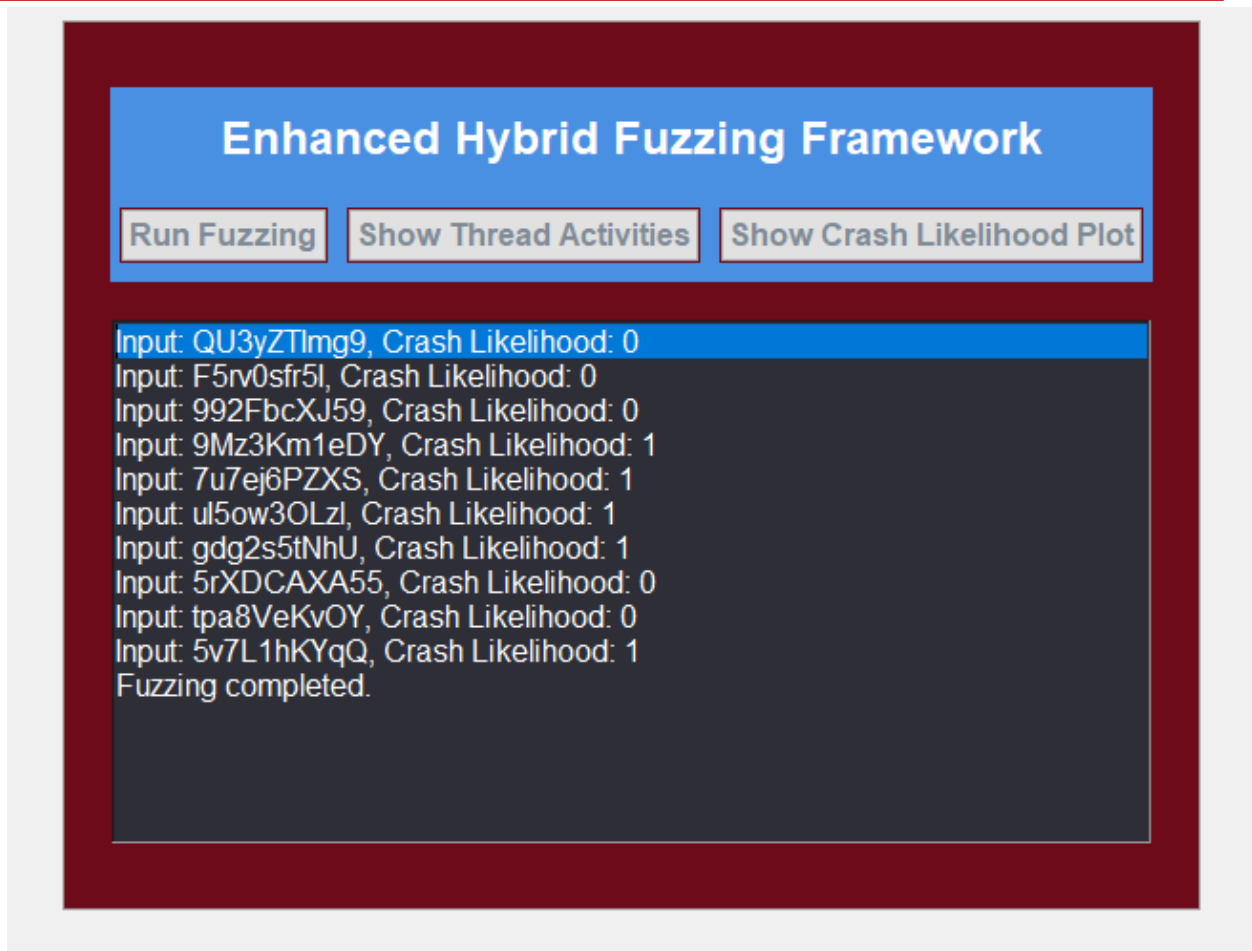 Enhanced Hybrid Fuzzing Framework
Run Fuzzing
Show Thread Activities
Show Crash Likelihood Plot
Input: QU3yZTlmg9, Crash Likelihood: 0
Input: F5rv0sfr5l, Crash Likelihood: 0
Input: 992FbcXJ59, Crash Likelihood: 0
Input: 9Mz3Km1eDY, Crash Likelihood: 1
Input: 7u7ej6PZXS, Crash Likelihood: 1
Input: ul5ow3OLzl, Crash Likelihood: 1
Input: gdg2s5tNhU, Crash Likelihood: 1
Input: 5rXDCAXA55, Crash Likelihood: 0
Input: tpa8VeKvOY, Crash Likelihood: 0
Input: 5v7L1hKYqQ, Crash Likelihood: 1
Fuzzing completed.